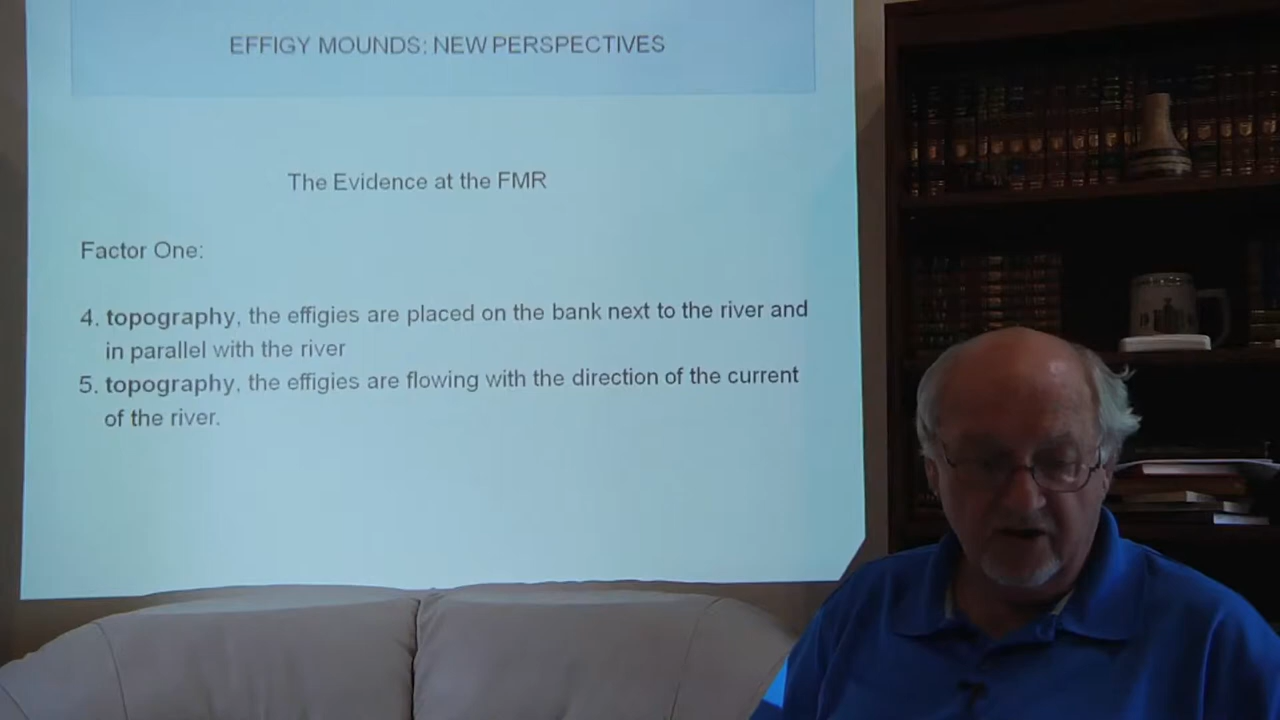 EFFIGY MOUNDS: NEW PERSPECTIVES
The Evidence at the FMR
Factor One:
4. topography, the effigies are placed on the bank next to the river and
in parallel with the river
5. topography, the effigies are flowing with the direction of the current
of the river.